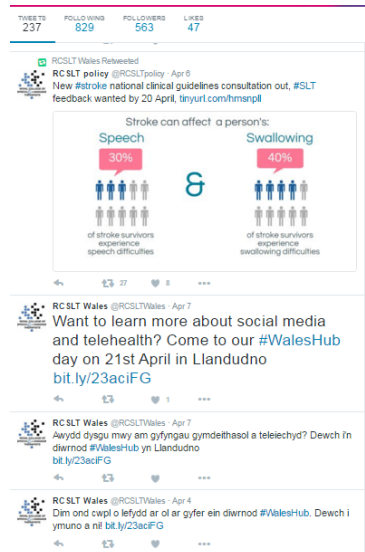 TWEETS FOLLOWING FOLLOWERS LIKES
237 829 563 47
RCSLT Wales Retweeted
RCSLT policy @RCSLTpolicy · Apr 6
New #stroke national clinical guidelines consultation out, #SLT
feedback wanted by 20 April, tinyurl.com/hmsnpll
Stroke can affect a person's:
Speech Swallowing
30% & 40%
of stroke survivors
experience
speech difficulties
of stroke survivors
experience
swallowing difficulties
27 8
RCSLT Wales @RCSLTWales · Apr 7
Want to learn more about social media
and telehealth? Come to our #WalesHub
day on 21st April in Llandudno
bit.ly/23aciFG
1
RCSLT Wales @RCSLTWales · Apr 7
Awydd dysgu mwy am gyfyngau gymdeithasol a teleiechyd? Dewch i'n
diwrnod #WalesHub yn Llandudno
bit.ly/23aciFG
RCSLT Wales @RCSLTWales · Apr 4
Dim ond cwpl o lefydd ar ol ar gyfer ein diwrnod #WalesHub. Dewch i
ymuno a ni! bit.ly/23aciFG